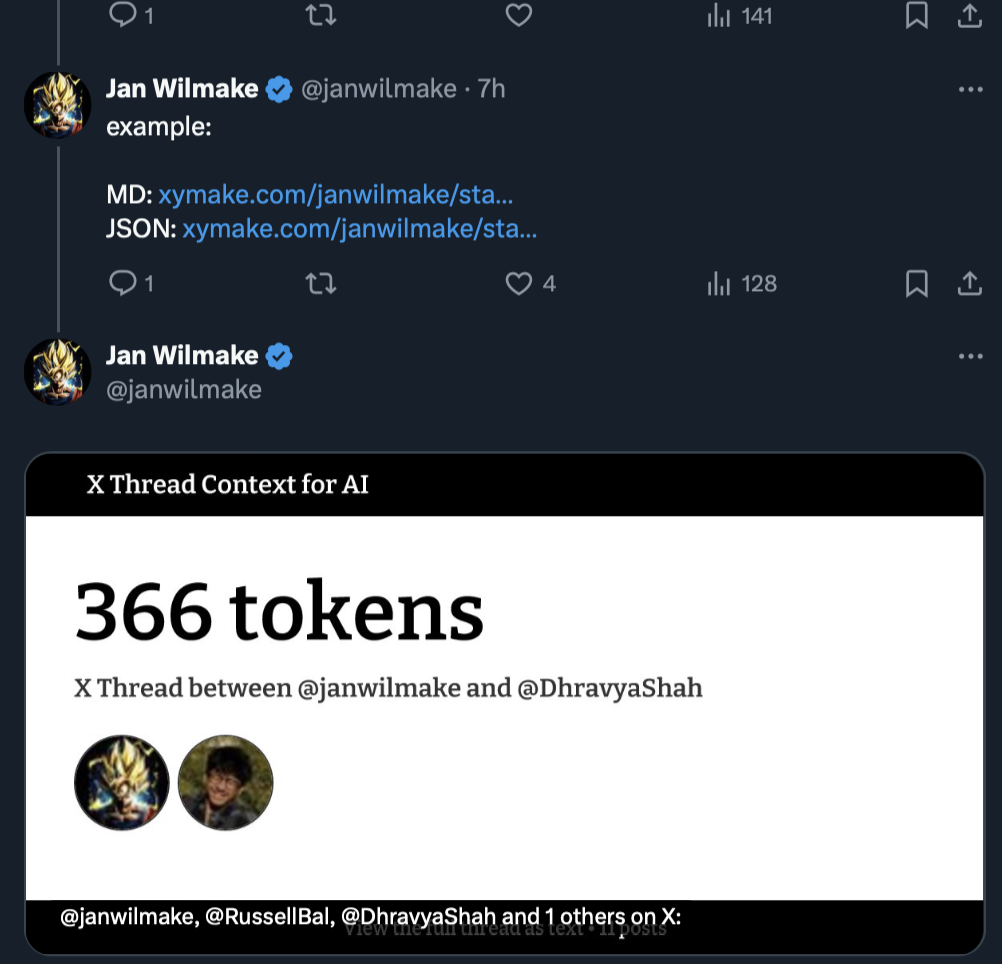 1 141
Jan Wilmake @janwilmake · 7h
example:
MD: xymake.com/janwilmake/sta...
JSON: xymake.com/janwilmake/sta...
1 4 128
Jan Wilmake
@janwilmake
X Thread Context for AI
366 tokens
X Thread between @janwilmake and @DhravyaShah
@janwilmake, @RussellBal, @DhravyaShah and 1 others on X:
View the full thread as text • 11 posts